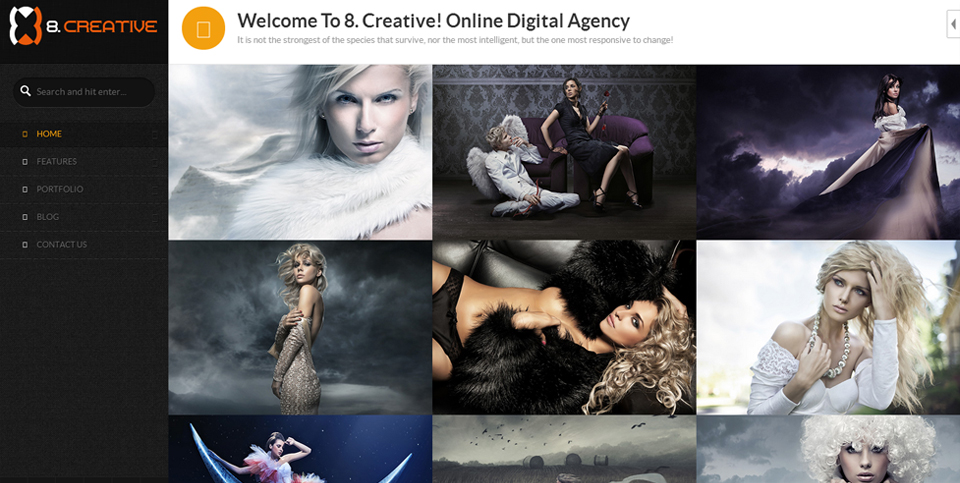 8. CREATIVE
Welcome To 8. Creative! Online Digital Agency
It is not the strongest of the species that survive, nor the most intelligent, but the one most responsive to change!
Search and hit enter...
HOME
FEATURES
PORTFOLIO
BLOG
CONTACT US